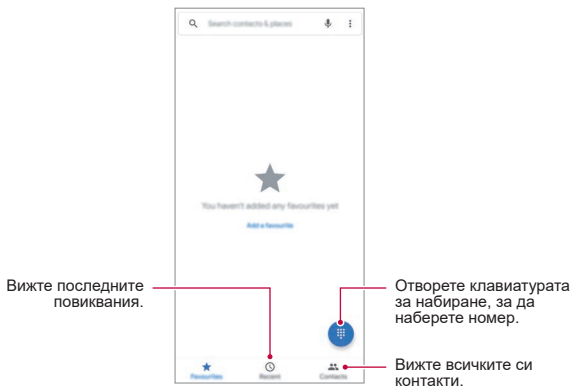 Search contacts & places
You haven't added any favourites yet
Add a favourite
Вижте последните
повиквания.
Отворете клавиатурата
за набиране, за да
наберете номер.
Favourites Recent Contacts
Вижте всичките си
контакти.